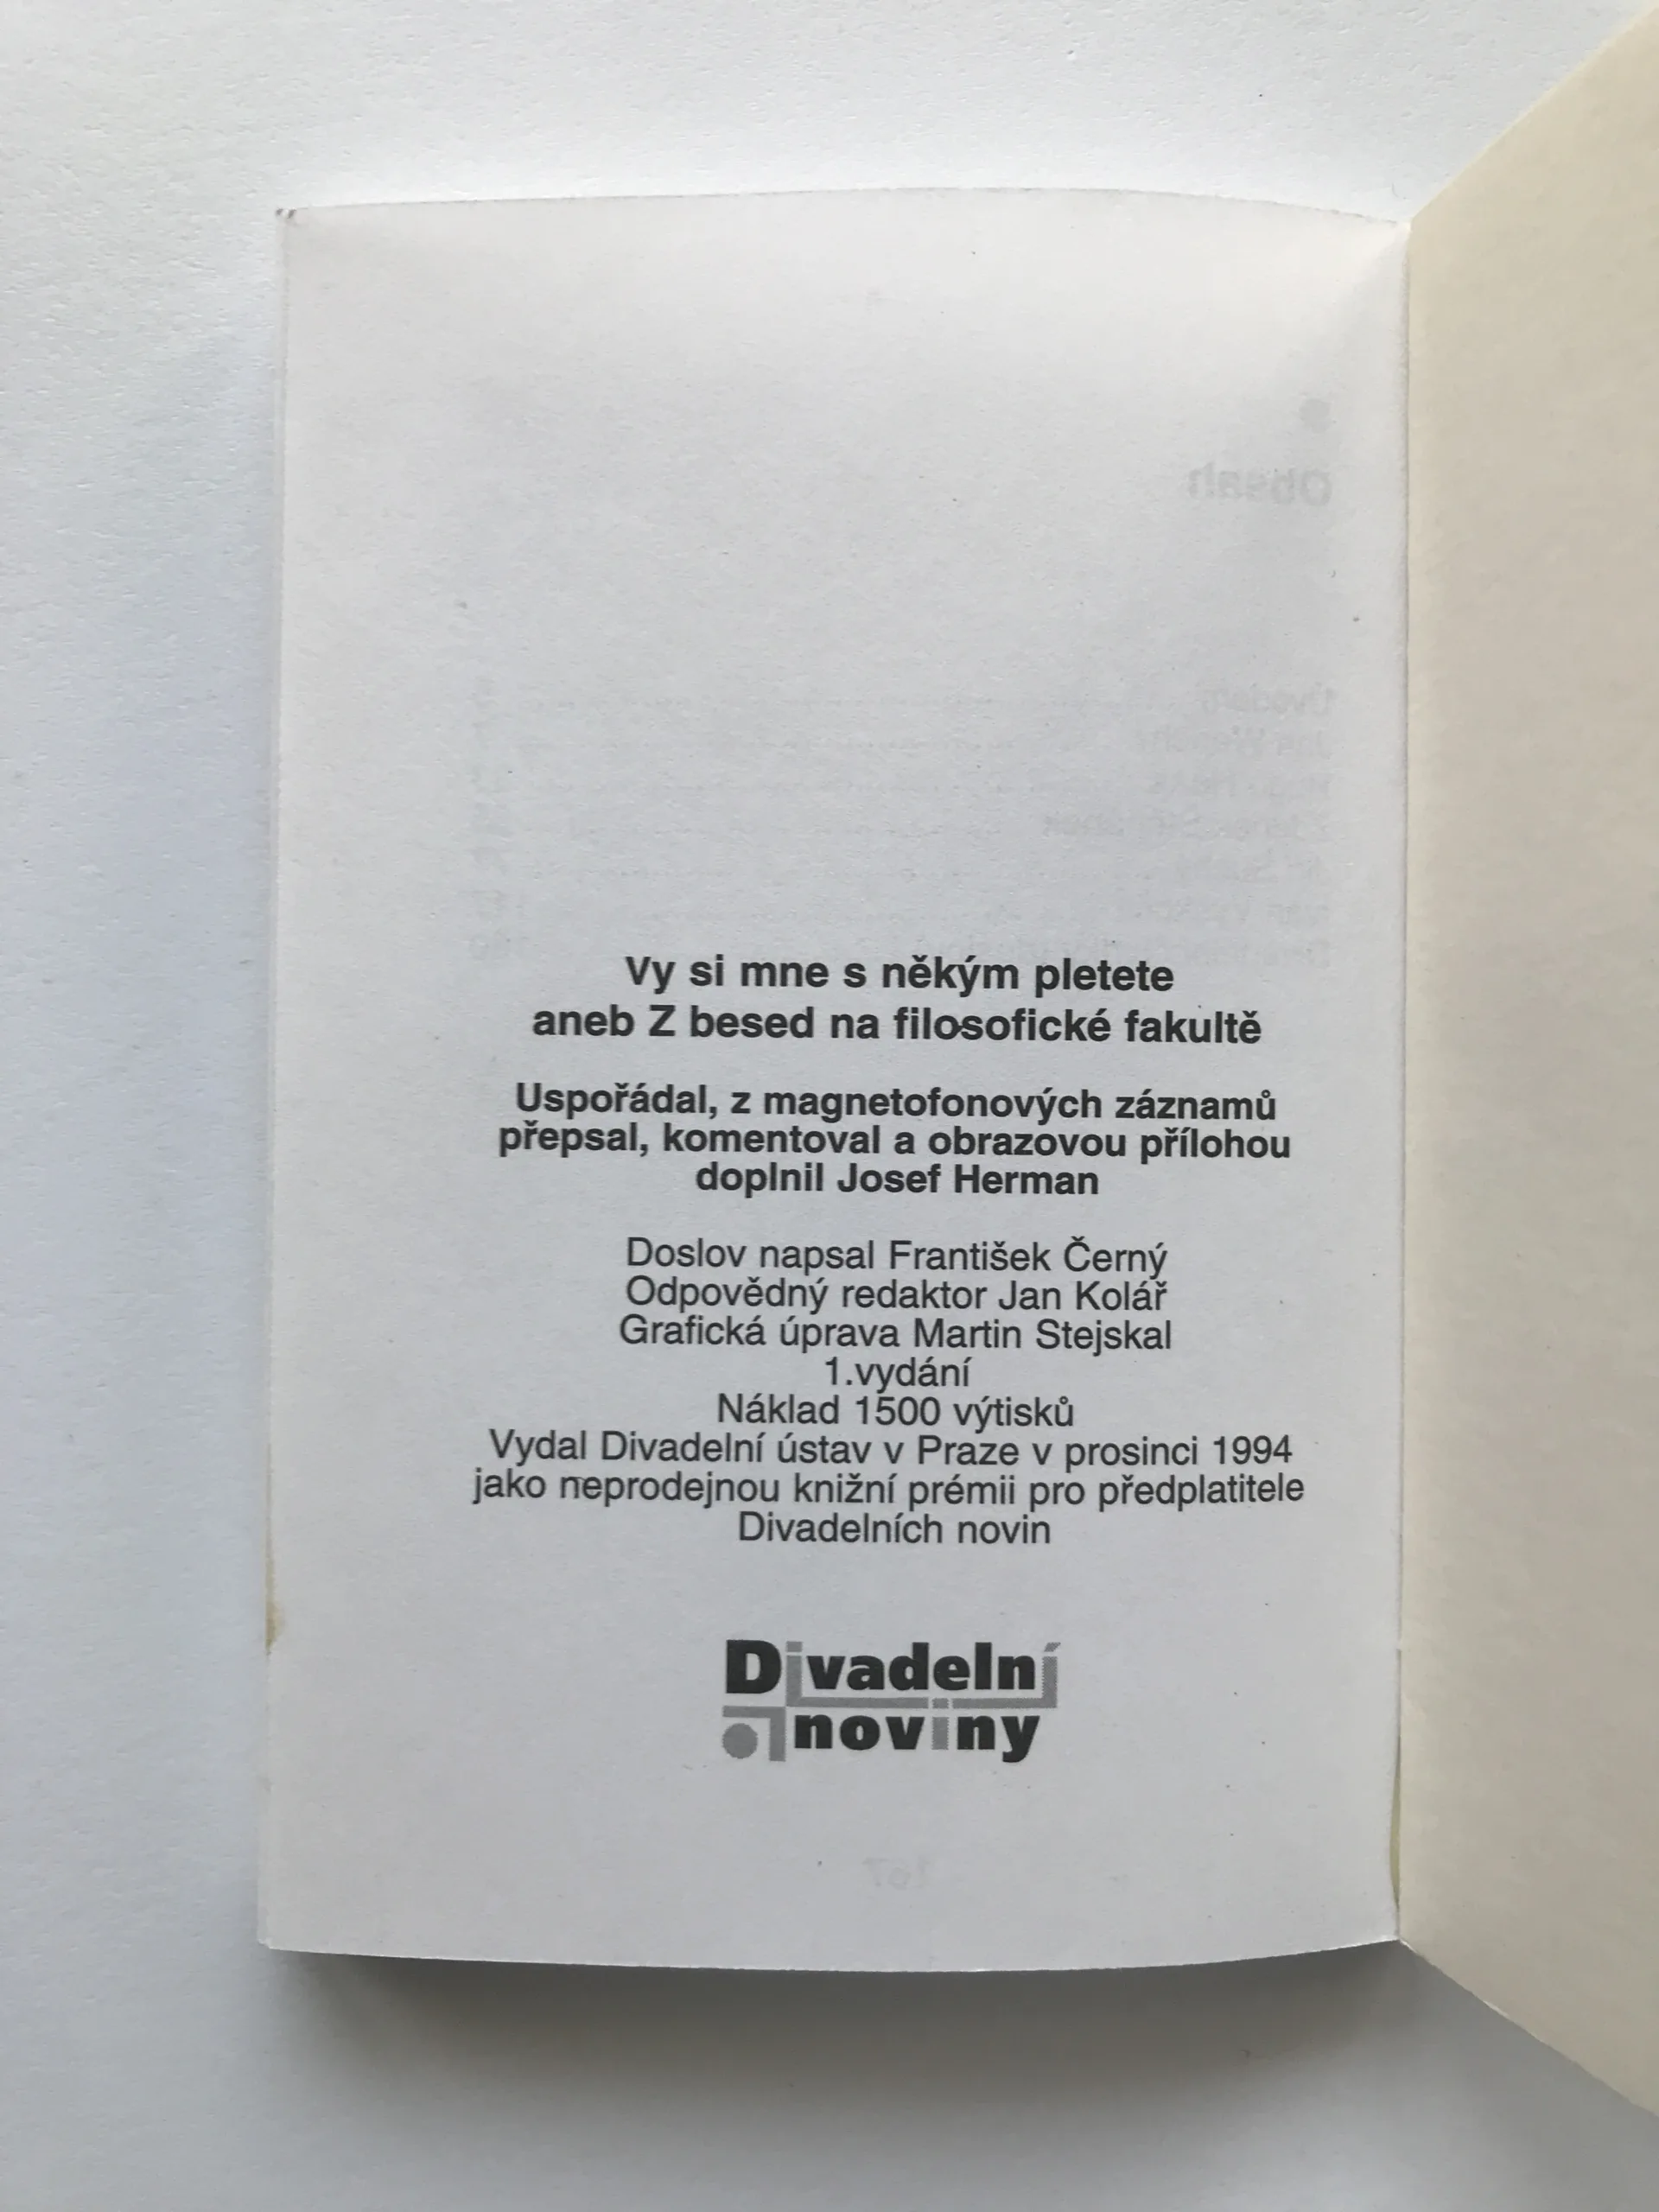 Obsah
Vy si mne s někým pletete
aneb Z besed na filosofické fakultě
Uspořádal, z magnetofonových záznamů
přepsal, komentoval a obrazovou přílohou
doplnil Josef Herman
Doslov napsal František Černý
Odpovědný redaktor Jan Kolář
Grafická úprava Martin Stejskal
1.vydání
Náklad 1500 výtisků
Vydal Divadelní ústav v Praze v prosinci 1994
jako neprodejnou knižní prémii pro předplatitele
Divadelních novin
Divadelní
noviny
167